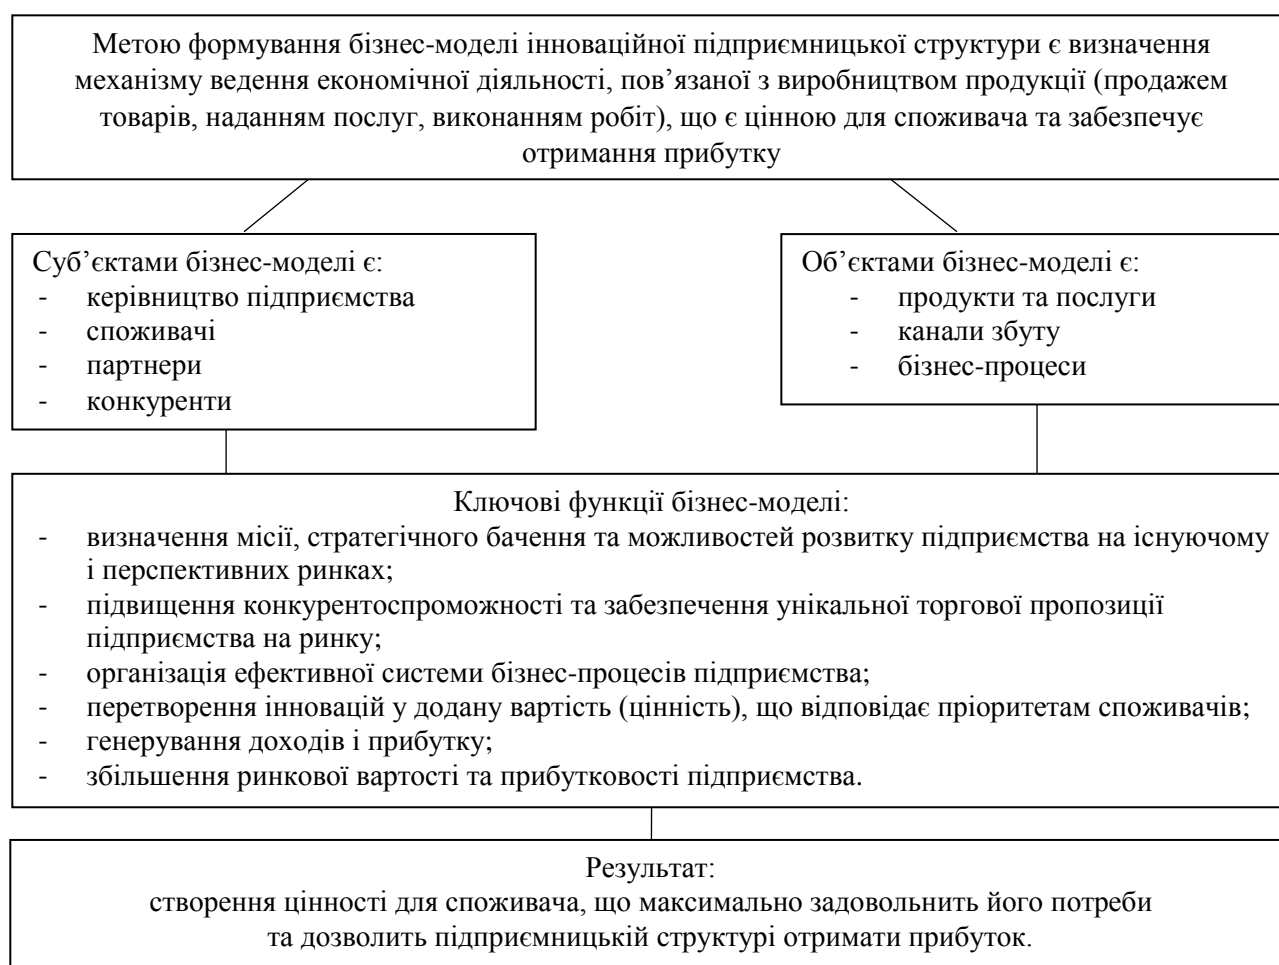 Метою формування бізнес-моделі інноваційної підприємницької структури є визначення
механізму ведення економічної діяльності, пов’язаної з виробництвом продукції (продажем
товарів, наданням послуг, виконанням робіт), що є цінною для споживача та забезпечує
отримання прибутку
Суб’єктами бізнес-моделі є:
- керівництво підприємства
- споживачі
- партнери
- конкуренти
Об’єктами бізнес-моделі є:
- продукти та послуги
- канали збуту
- бізнес-процеси
Ключові функції бізнес-моделі:
- визначення місії, стратегічного бачення та можливостей розвитку підприємства на існуючому
і перспективних ринках;
- підвищення конкурентоспроможності та забезпечення унікальної торгової пропозиції
підприємства на ринку;
- організація ефективної системи бізнес-процесів підприємства;
- перетворення інновацій у додану вартість (цінність), що відповідає пріоритетам споживачів;
- генерування доходів і прибутку;
- збільшення ринкової вартості та прибутковості підприємства.
Результат:
створення цінності для споживача, що максимально задовольнить його потреби
та дозволить підприємницькій структурі отримати прибуток.